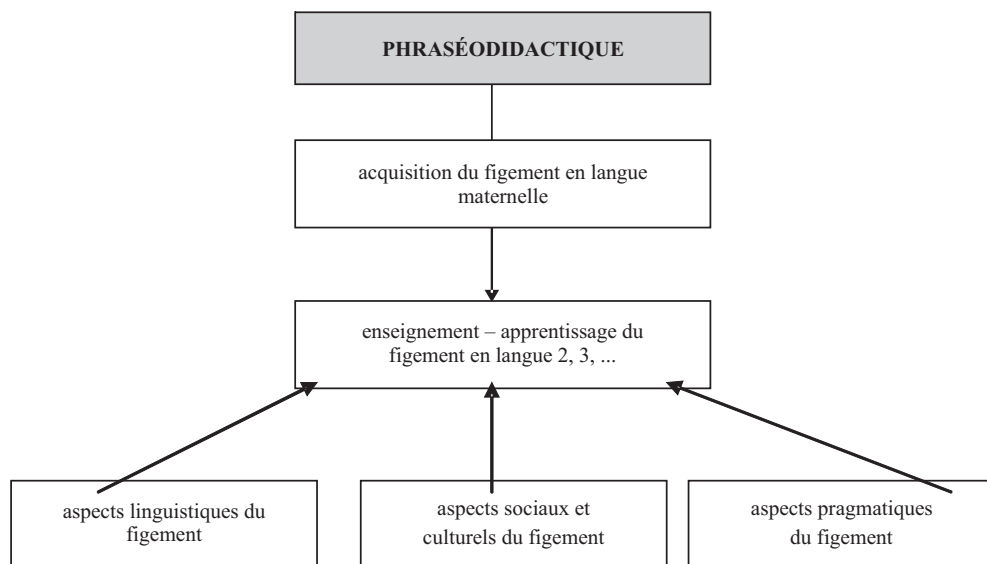 PHRASÉODIDACTIQUE
acquisition du figement en langue
maternelle
enseignement – apprentissage du
figement en langue 2, 3, ...
aspects linguistiques du
figement
aspects sociaux et
culturels du figement
aspects pragmatiques
du figement